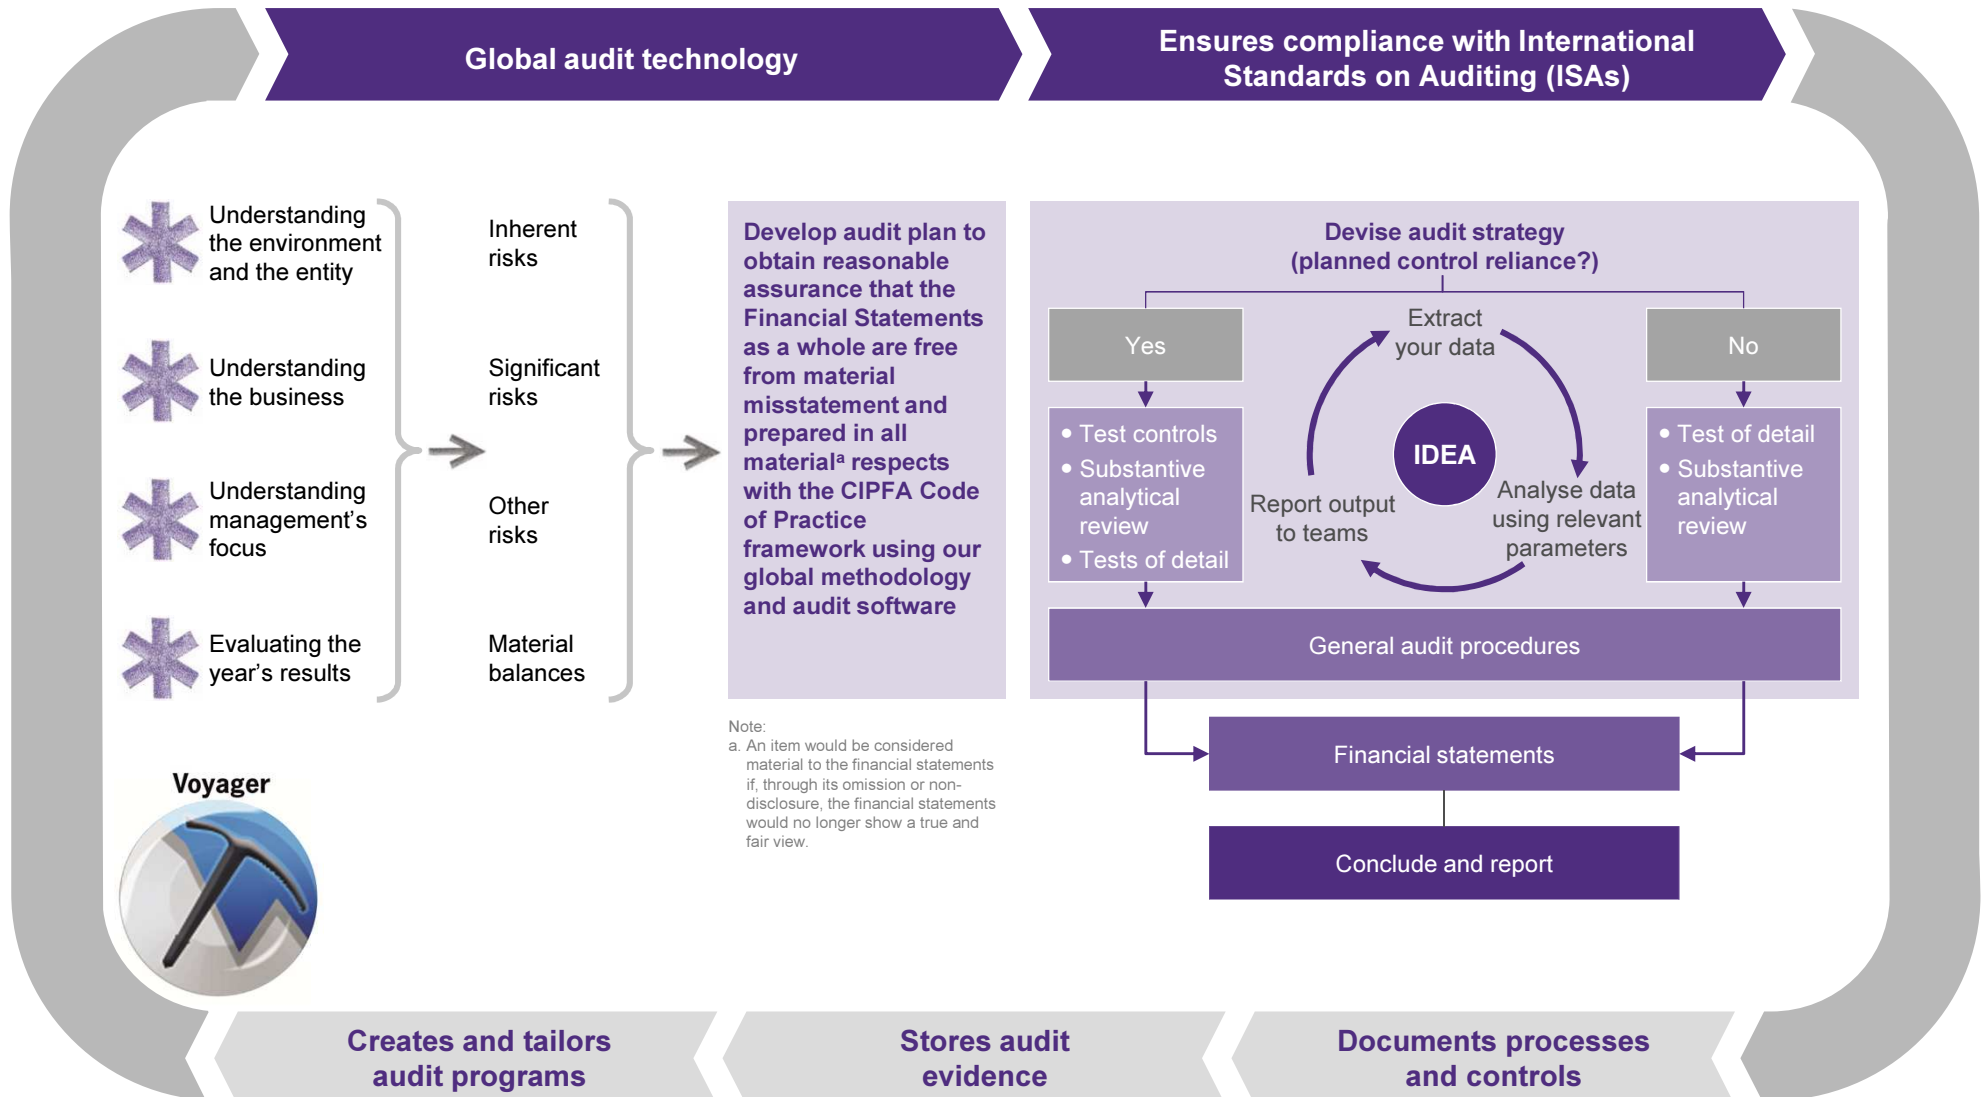 Global audit technology
Ensures compliance with International
Standards on Auditing (ISAs)
Understanding
the environment
and the entity
Understanding
the business
Understanding
management's
focus
Evaluating the
year's results
Inherent
risks
Significant
risks
Other
risks
Material
balances
Develop audit plan to
obtain reasonable
assurance that the
Financial Statements
as a whole are free
from material
misstatement and
prepared in all
materialᵃ respects
with the CIPFA Code
of Practice
framework using our
global methodology
and audit software
Note:
a. An item would be considered
material to the financial statements
if, through its omission or non-
disclosure, the financial statements
would no longer show a true and
fair view.
Devise audit strategy
(planned control reliance?)
Yes
• Test controls
• Substantive
analytical
review
• Tests of detail
Extract
your data
IDEA
Analyse data
using relevant
parameters
Report output
to teams
No
• Test of detail
• Substantive
analytical
review
General audit procedures
Financial statements
Conclude and report
Voyager
Creates and tailors
audit programs
Stores audit
evidence
Documents processes
and controls